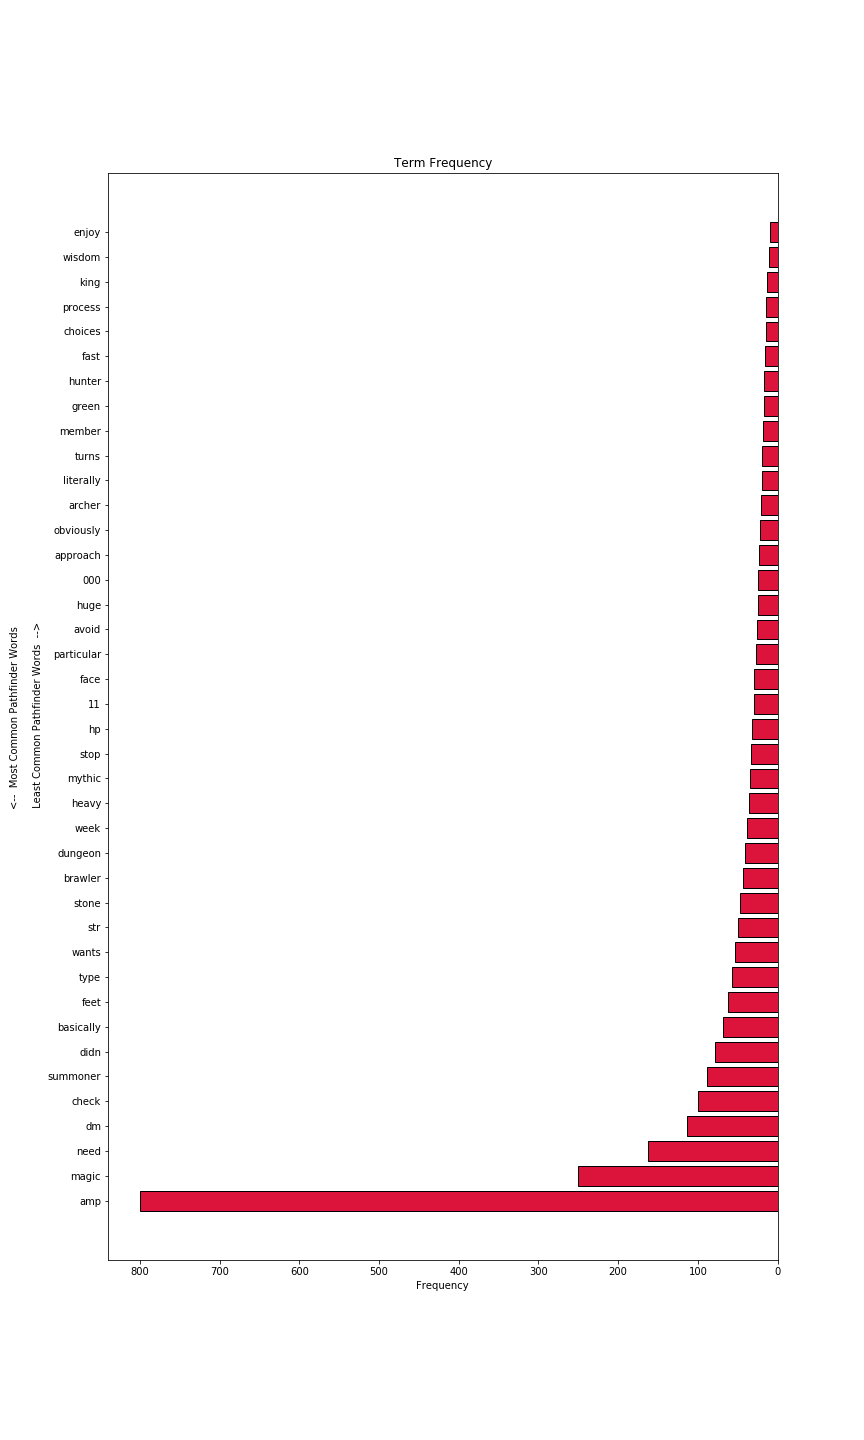 Term Frequency
enjoy
wisdom
king
process
choices
fast
hunter
green
member
turns
literally
archer
obviously
approach
000
huge
avoid
particular
face
11
hp
stop
mythic
heavy
week
dungeon
brawler
stone
str
wants
type
feet
basically
didn
summoner
check
dm
need
magic
amp
<-- Most Common Pathfinder Words
Least Common Pathfinder Words -->
800 700 600 500 400 300 200 100 0
Frequency